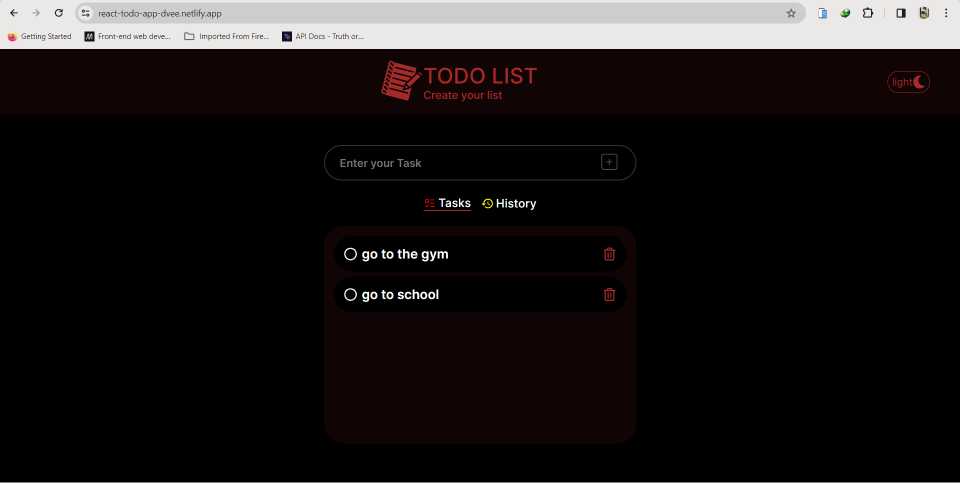 react-todo-app-dvee.netlify.app
Getting Started
Front-end web deve...
Imported From Fire...
API Docs - Truth or...
TODO LIST
Create your list
light
Enter your Task
Tasks
History
go to the gym
go to school